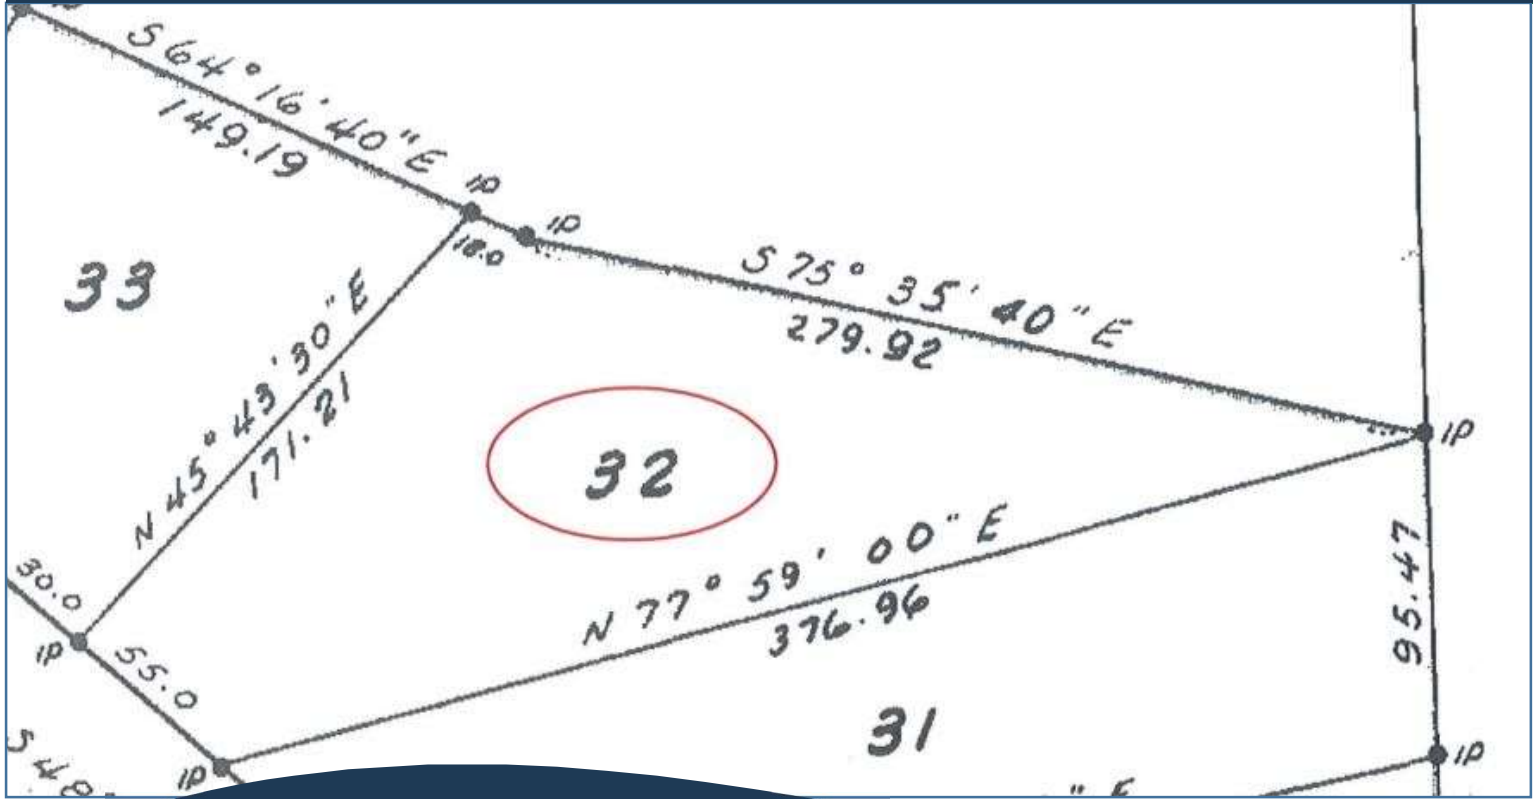 S 64° 16' 40" E
149.19
IP
IP
18.0
33
S 75° 35' 40" E
279.92
N 45° 43' 30" E
171.21
32
IP
N 77° 59' 00" E
376.96
95.47
30.0
IP
55.0
31
IP
IP
" E